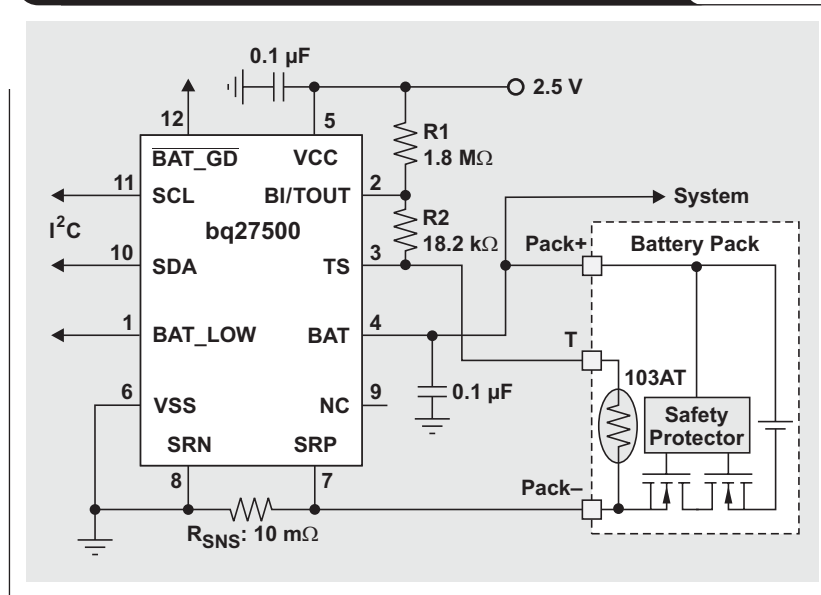 0.1 µF
2.5 V
12
5
R1
1.8 MΩ
BAT_GD
VCC
11
SCL
BI/TOUT
2
System
I²C
bq27500
R2
18.2 kΩ
Pack+
Battery Pack
10
SDA
TS
3
1
BAT_LOW
BAT
4
T
103AT
0.1 µF
6
VSS
NC
9
Safety
Protector
SRN
SRP
8
7
Pack–
RSNS: 10 mΩ